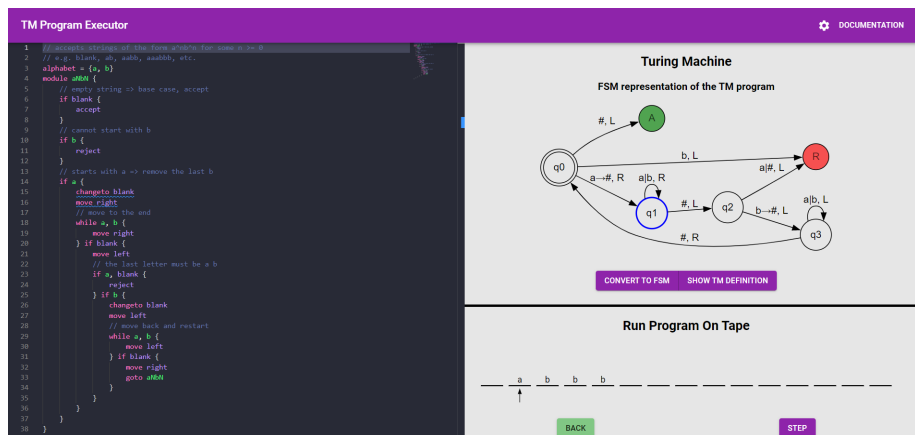 TM Program Executor
DOCUMENTATION
1 // accepts strings of the form a^nb^n for some n >= 0
2 // e.g. blank, ab, aabb, aaabbb, etc.
3 alphabet = {a, b}
4 module aNbN {
5 // empty string => base case, accept
6 if blank {
7 accept
8 }
9 // cannot start with b
10 if b {
11 reject
12 }
13 // starts with a => remove the last b
14 if a {
15 changeto blank
16 move right
17 // move to the end
18 while a, b {
19 move right
20 } if blank {
21 move left
22 // the last letter must be a b
23 if a, blank {
24 reject
25 } if b {
26 changeto blank
27 move left
28 // move back and restart
29 while a, b {
30 move left
31 } if blank {
32 move right
33 goto aNbN
34 }
35 }
36 }
37 }
38 }
Turing Machine
FSM representation of the TM program
#, L
A
b, L
R
q0
a→#, R
a|b, R
a|#, L
q1
#, L
q2
b→#, L
a|b, L
q3
#, R
CONVERT TO FSM
SHOW TM DEFINITION
Run Program On Tape
a b b b
BACK
STEP